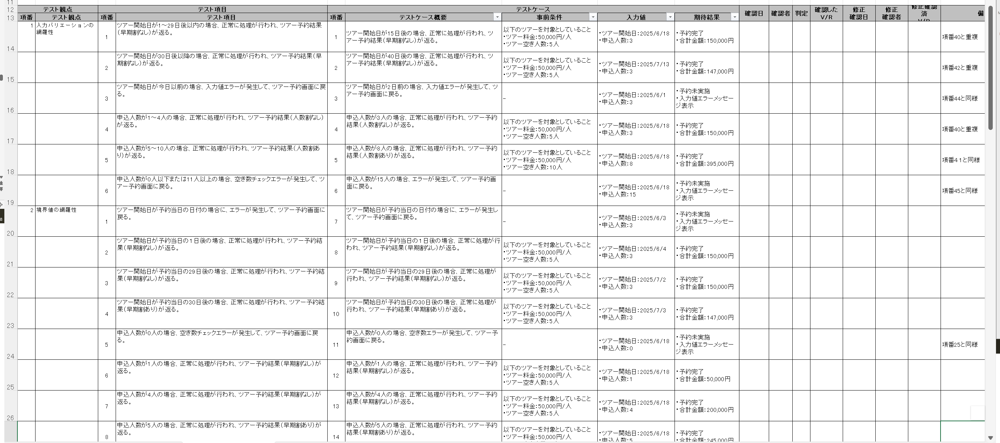 11
12 テスト観点 テスト項目 テストケース 確認日 確認者 判定 確認した V/R 修正 確認日 修正 確認者 修正確認 済 V/R 備
13 項番 テスト観点 項番 テスト項目 項番 テストケース概要 事前条件 入力値 期待結果
1 入力バリエーションの
網羅性
1
ツアー開始日が1～29日後以内の場合、正常に処理が行われ、ツアー予約結果
（早期割なし）が返る。
1
ツアー開始日が15日後の場合、正常に処理が行われ、ツ
アー予約結果（早期割なし）が返る。
以下のツアーを対象としていること
・ツアー料金：50,000円/人
・ツアー空き人数：5人
・ツアー開始日：2025/6/18
・申込人数：3
・予約完了
・合計金額：150,000円
項番40と重複
14
2
ツアー開始日が30日後以降の場合、正常に処理が行われ、ツアー予約結果（早
期割なし）が返る。
2
ツアー開始日が40日後の場合、正常に処理が行われ、ツ
アー予約結果（早期割なし）が返る。
以下のツアーを対象としていること
・ツアー料金：50,000円/人
・ツアー空き人数：5人
・ツアー開始日：2025/7/13
・申込人数：3
・予約完了
・合計金額：147,000円
項番42と重複
15
3
ツアー開始日が今日以前の場合、入力値エラーが発生して、ツアー予約画面に戻
る。
3
ツアー開始日が2日前の場合、入力値エラーが発生して、ツ
アー予約画面に戻る。
－
・ツアー開始日：2025/6/1
・申込人数：3
・予約未実施
・入力値エラーメッセー
ジ表示
項番44と同様
16
4
申込人数が1～4人の場合、正常に処理が行われ、ツアー予約結果（人数割なし）
が返る。
4
申込人数が3人の場合、正常に処理が行われ、ツアー予約
結果（人数割なし）が返る。
以下のツアーを対象としていること
・ツアー料金：50,000円/人
・ツアー空き人数：5人
・ツアー開始日：2025/6/18
・申込人数：3
・予約完了
・合計金額：150,000円
項番40と重複
17
5
申込人数が5～10人の場合、正常に処理が行われ、ツアー予約結果（人数割あ
り）が返る。
5
申込人数が8人の場合、正常に処理が行われ、ツアー予約
結果（人数割あり）が返る。
以下のツアーを対象としていること
・ツアー料金：50,000円/人
・ツアー空き人数：10人
・ツアー開始日：2025/6/18
・申込人数：8
・予約完了
・合計金額：395,000円
項番４１と同様
18
6
申込人数が0人以下または11人以上の場合、空き数チェックエラーが発生して、ツ
アー予約画面に戻る。
6
申込人数が15人の場合、エラーが発生して、ツアー予約画
面に戻る。
－
・ツアー開始日：2025/6/18
・申込人数：15
・予約未実施
・入力値エラーメッセー
ジ表示
項番45と同様
19
2 境界値の網羅性
1
ツアー開始日が予約当日の日付の場合に、エラーが発生して、ツアー予約画面に
戻る。
7
ツアー開始日が予約当日の日付の場合に、エラーが発生し
て、ツアー予約画面に戻る。
－
・ツアー開始日：2025/6/3
・申込人数：3
・予約未実施
・入力値エラーメッセー
ジ表示
20
2
ツアー開始日が予約当日の１日後の場合、正常に処理が行われ、ツアー予約結
果（早期割なし）が返る。
8
ツアー開始日が予約当日の１日後の場合、正常に処理が行
われ、ツアー予約結果（早期割なし）が返る。
以下のツアーを対象としていること
・ツアー料金：50,000円/人
・ツアー空き人数：5人
・ツアー開始日：2025/6/4
・申込人数：3
・予約完了
・合計金額：150,000円
21
3
ツアー開始日が予約当日の29日後の場合、正常に処理が行われ、ツアー予約結
果（早期割なし）が返る。
9
ツアー開始日が予約当日の29日後の場合、正常に処理が
行われ、ツアー予約結果（早期割なし）が返る。
以下のツアーを対象としていること
・ツアー料金：50,000円/人
・ツアー空き人数：5人
・ツアー開始日：2025/7/2
・申込人数：3
・予約完了
・合計金額：150,000円
22
4
ツアー開始日が予約当日の30日後の場合、正常に処理が行われ、ツアー予約結
果（早期割あり）が返る。
10
ツアー開始日が予約当日の30日後の場合、正常に処理が
行われ、ツアー予約結果（早期割あり）が返る。
以下のツアーを対象としていること
・ツアー料金：50,000円/人
・ツアー空き人数：5人
・ツアー開始日：2025/7/3
・申込人数：3
・予約完了
・合計金額：147,000円
23
5
申込人数が0人の場合、空き数チェックエラーが発生して、ツアー予約画面に戻
る。
11
申込人数が0人の場合、空き数エラーが発生して、ツアー予
約画面に戻る。
－
・ツアー開始日：2025/6/18
・申込人数：0
・予約未実施
・入力値エラーメッセー
ジ表示
項番25と同様
24
6
申込人数が1人の場合、正常に処理が行われ、ツアー予約結果（早期割なし）が
返る。
12
申込人数が1人の場合、正常に処理が行われ、ツアー予約
結果（早期割なし）が返る。
以下のツアーを対象としていること
・ツアー料金：50,000円/人
・ツアー空き人数：5人
・ツアー開始日：2025/6/18
・申込人数：1
・予約完了
・合計金額：50,000円
25
7
申込人数が4人の場合、正常に処理が行われ、ツアー予約結果（早期割なし）が
返る。
13
申込人数が4人の場合、正常に処理が行われ、ツアー予約
結果（早期割なし）が返る。
以下のツアーを対象としていること
・ツアー料金：50,000円/人
・ツアー空き人数：5人
・ツアー開始日：2025/6/18
・申込人数：4
・予約完了
・合計金額：200,000円
26
8
申込人数が5人の場合、正常に処理が行われ、ツアー予約結果（早期割あり）が
返る。
14
申込人数が5人の場合、正常に処理が行われ、ツアー予約
結果（早期割あり）が返る。
以下のツアーを対象としていること
・ツアー料金：50,000円/人
・ツアー開始日：2025/6/18
・申込人数：5
・予約完了
・合計金額：245,000円
8